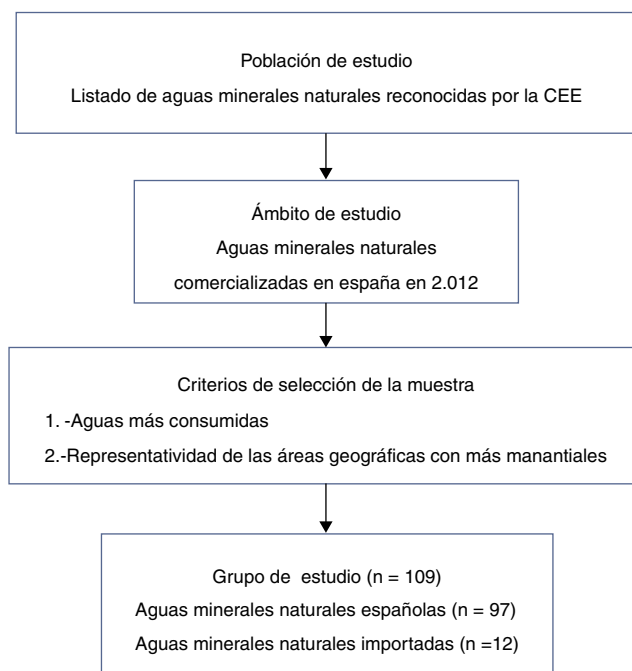 Población de estudio
Listado de aguas minerales naturales reconocidas por la CEE
Ámbito de estudio
Aguas minerales naturales
comercializadas en españa en 2.012
Criterios de selección de la muestra
1. -Aguas más consumidas
2.-Representatividad de las áreas geográficas con más manantiales
Grupo de estudio (n = 109)
Aguas minerales naturales españolas (n = 97)
Aguas minerales naturales importadas (n =12)